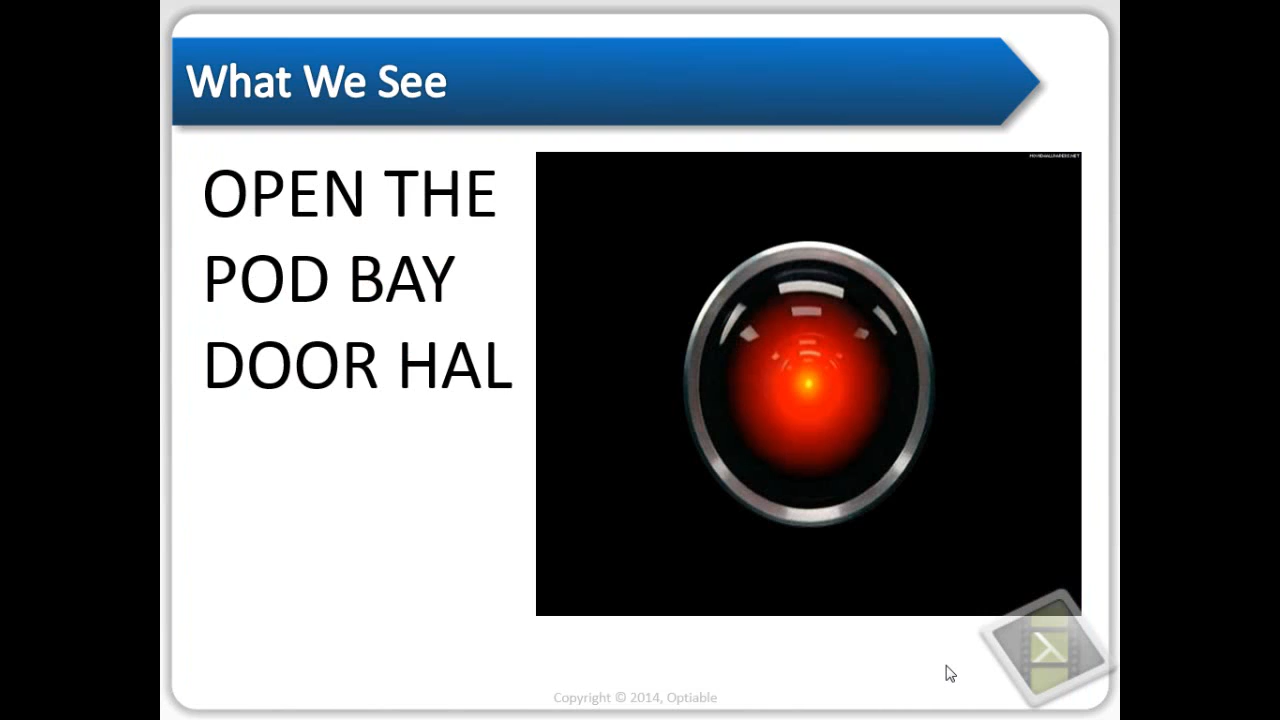 What We See
OPEN THE
POD BAY
DOOR HAL
Copyright © 2014, Optiable